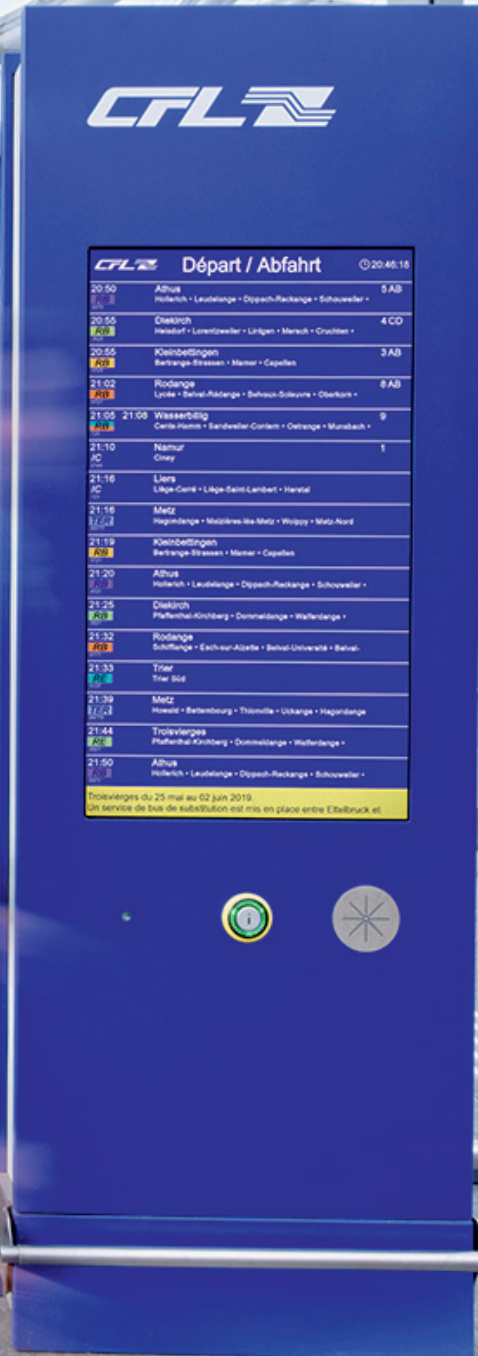 CFL
CFL Départ / Abfahrt 20:46:18
20:50 Athus 5 AB
RB Hollerich • Leudelange • Dippach-Reckange • Schouweiler •
20:55 Diekirch 4 CD
RB Heisdorf • Lorentzweiler • Lintgen • Mersch • Cruchten •
20:55 Kleinbettingen 3 AB
RB Bertrange-Strassen • Mamer • Capellen
21:02 Rodange 8 AB
RB Lycée • Belval-Rédange • Belvaux-Soleuvre • Oberkorn •
21:05 21:08 Wasserbillig 9
RB Cents-Hamm • Sandweiler-Contern • Oetrange • Munsbach •
21:10 Namur 1
IC Ciney
21:16 Liers
IC Liège-Carré • Liège-Saint-Lambert • Herstal
21:16 Metz
TER Hagondange • Maizières-lès-Metz • Woippy • Metz-Nord
21:19 Kleinbettingen
RB Bertrange-Strassen • Mamer • Capellen
21:20 Athus
RB Hollerich • Leudelange • Dippach-Reckange • Schouweiler •
21:25 Diekirch
RB Pfaffenthal-Kirchberg • Dommeldange • Walferdange •
21:32 Rodange
RB Schifflange • Esch-sur-Alzette • Belval-Université • Belval-
21:33 Trier
RE Trier Süd
21:39 Metz
TER Howald • Bettembourg • Thionville • Uckange • Hagondange
21:44 Troisvierges
RE Pfaffenthal-Kirchberg • Dommeldange • Walferdange •
21:50 Athus
RB Hollerich • Leudelange • Dippach-Reckange • Schouweiler •
Troisvierges du 25 mai au 02 juin 2019.
Un service de bus de substitution est mis en place entre Ettelbruck et
i